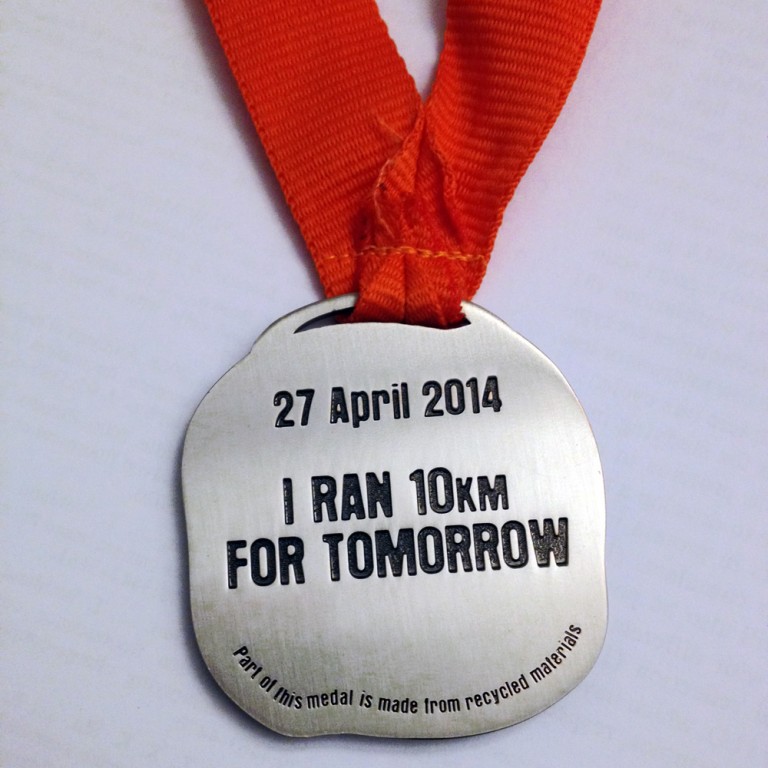 27 April 2014
I RAN 10KM
FOR TOMORROW
Part of this medal is made from recycled materials